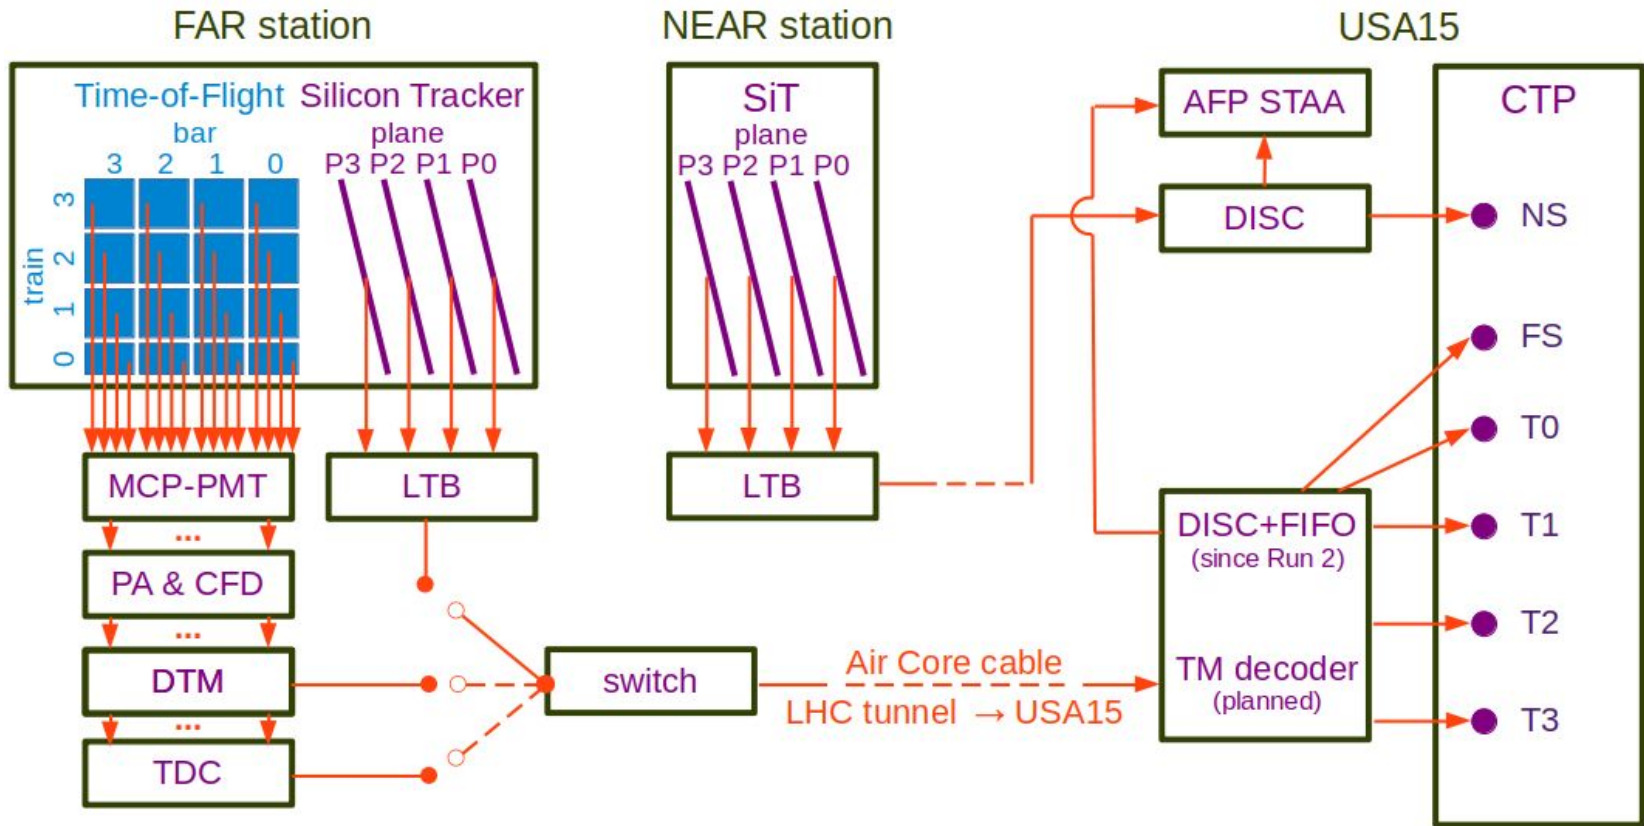 FAR station
NEAR station
USA15
Time-of-Flight
bar
3 2 1 0
train
3
2
1
0
Silicon Tracker
plane
P3 P2 P1 P0
SiT
plane
P3 P2 P1 P0
AFP STAA
DISC
CTP
NS
FS
T0
T1
T2
T3
MCP-PMT
...
PA & CFD
...
DTM
...
TDC
LTB
LTB
switch
Air Core cable
LHC tunnel → USA15
DISC+FIFO
(since Run 2)
TM decoder
(planned)